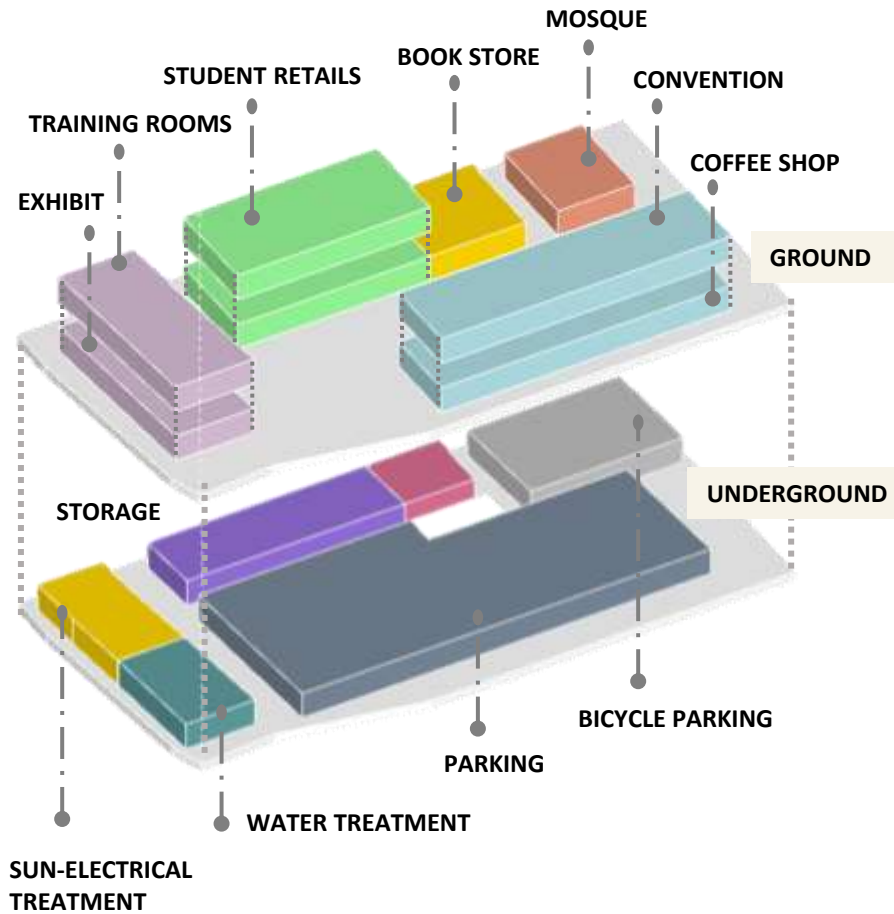 MOSQUE
BOOK STORE
STUDENT RETAILS
CONVENTION
TRAINING ROOMS
COFFEE SHOP
EXHIBIT
GROUND
UNDERGROUND
STORAGE
BICYCLE PARKING
PARKING
WATER TREATMENT
SUN-ELECTRICAL
TREATMENT